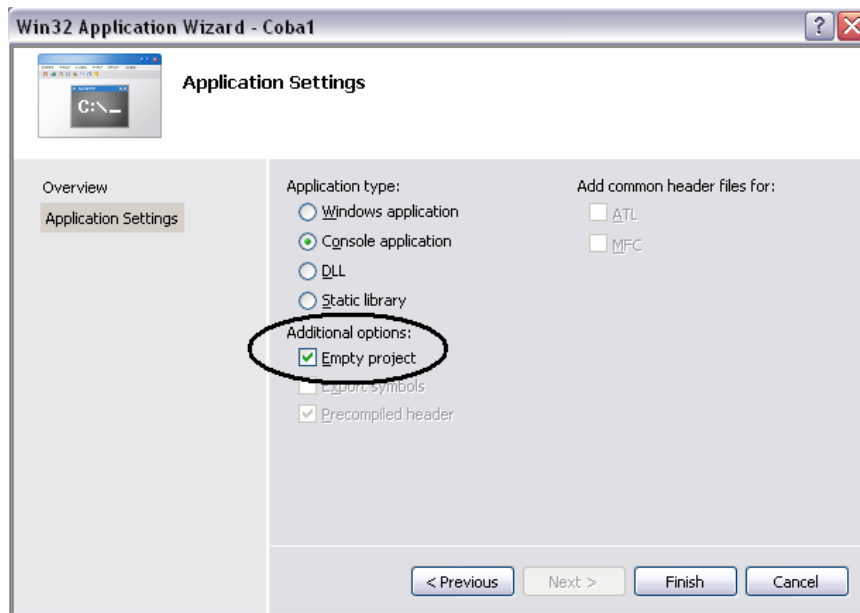 Win32 Application Wizard - Coba1
C:\_
Application Settings
Overview
Application Settings
Application type:
Windows application
Console application
DLL
Static library
Additional options:
Empty project
Export symbols
Precompiled header
Add common header files for:
ATL
MFC
< Previous
Next >
Finish
Cancel